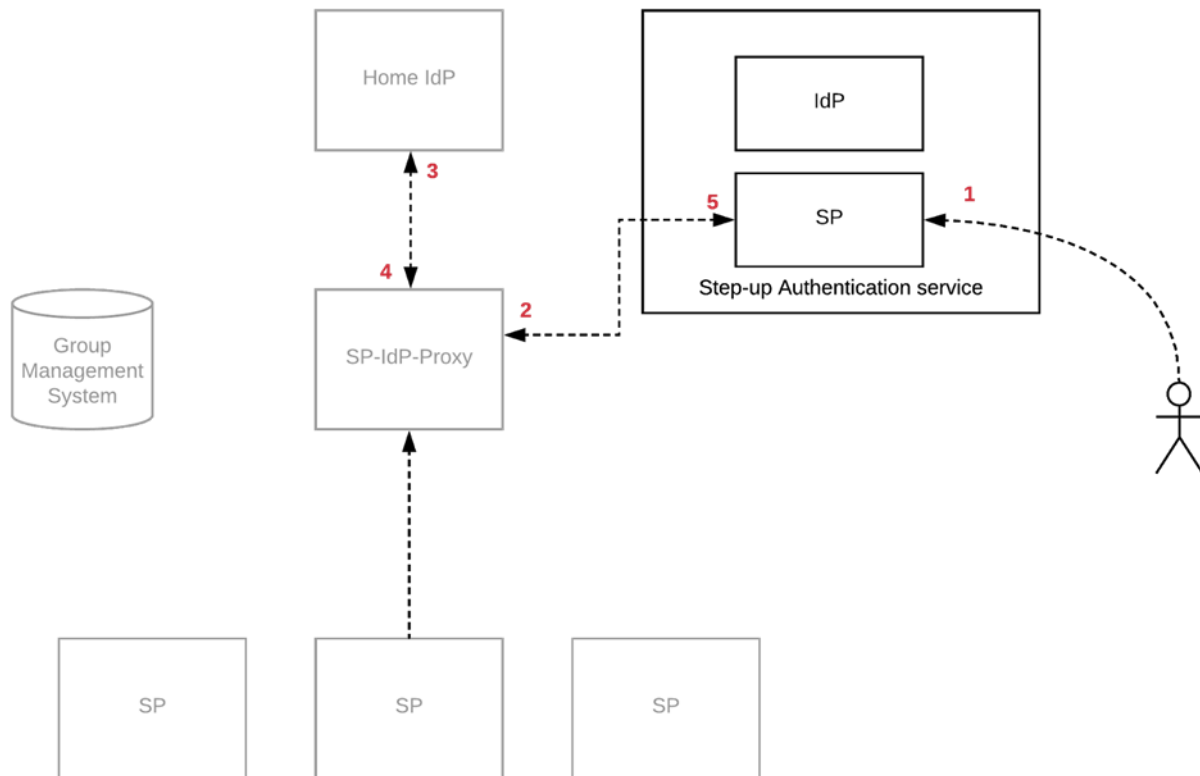 Home IdP
IdP
3
5
SP
1
4
Step-up Authentication service
2
Group
Management
System
SP-IdP-Proxy
SP
SP
SP